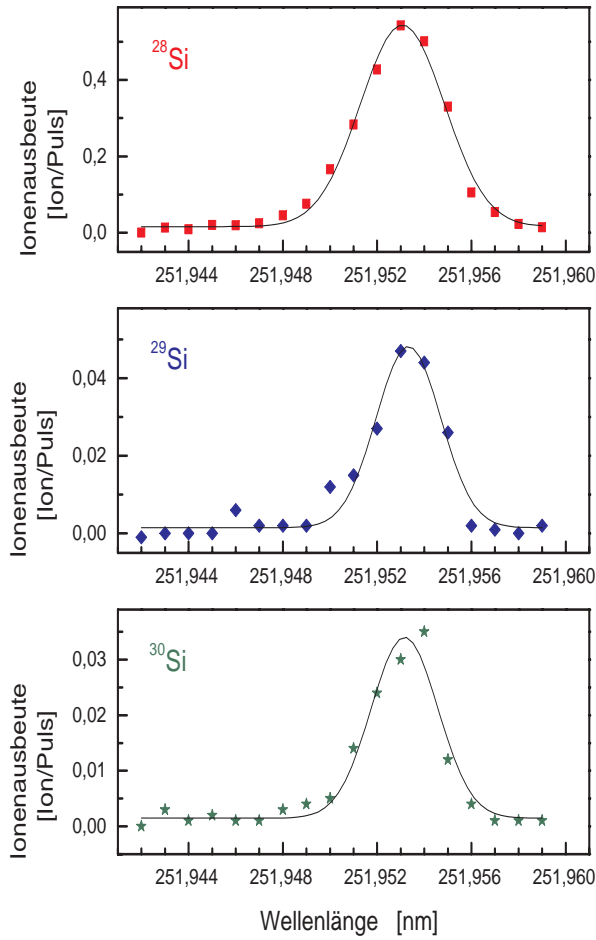 ²⁸Si
Ionenausbeute
[Ion/Puls]
0,4
0,2
0,0
251,944 251,948 251,952 251,956 251,960
²⁹Si
Ionenausbeute
[Ion/Puls]
0,04
0,02
0,00
251,944 251,948 251,952 251,956 251,960
³⁰Si
Ionenausbeute
[Ion/Puls]
0,03
0,02
0,01
0,00
251,944 251,948 251,952 251,956 251,960
Wellenlänge [nm]